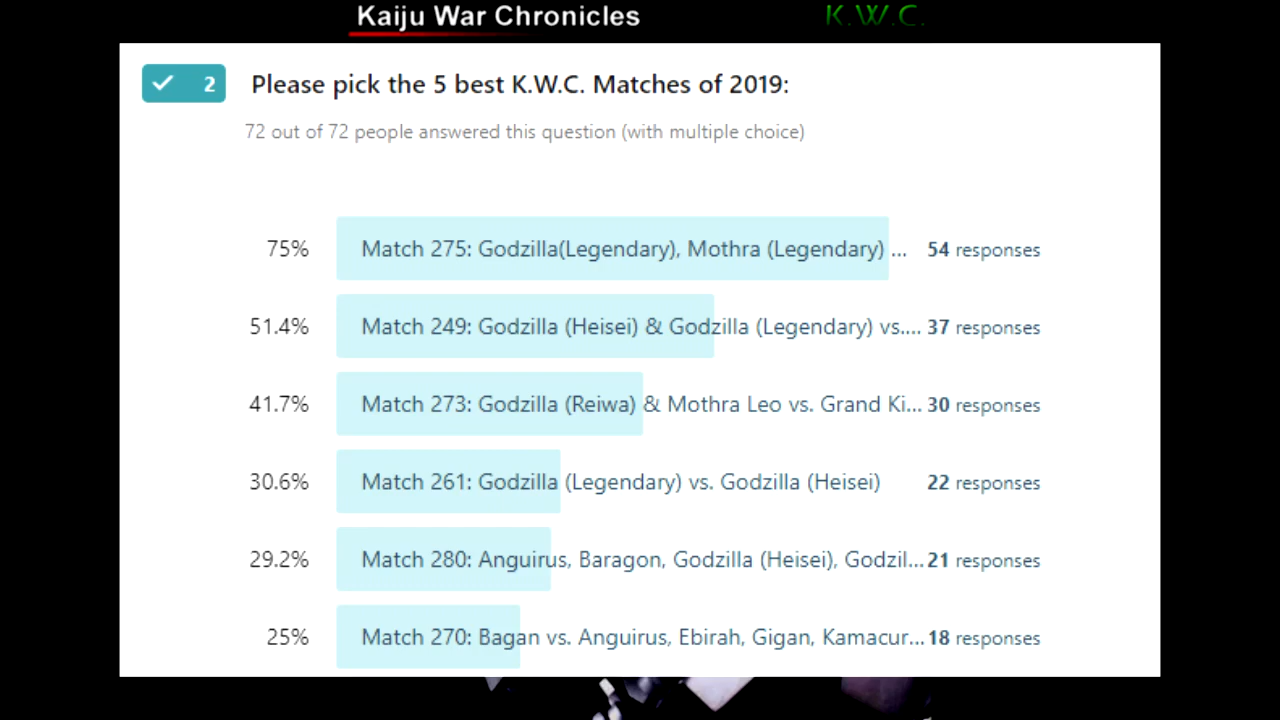 Kaiju War Chronicles K.W.C.
2 Please pick the 5 best K.W.C. Matches of 2019:
72 out of 72 people answered this question (with multiple choice)
75% Match 275: Godzilla(Legendary), Mothra (Legendary) ... 54 responses
51.4% Match 249: Godzilla (Heisei) & Godzilla (Legendary) vs.... 37 responses
41.7% Match 273: Godzilla (Reiwa) & Mothra Leo vs. Grand Ki... 30 responses
30.6% Match 261: Godzilla (Legendary) vs. Godzilla (Heisei) 22 responses
29.2% Match 280: Anguirus, Baragon, Godzilla (Heisei), Godzil... 21 responses
25% Match 270: Bagan vs. Anguirus, Ebirah, Gigan, Kamacur... 18 responses